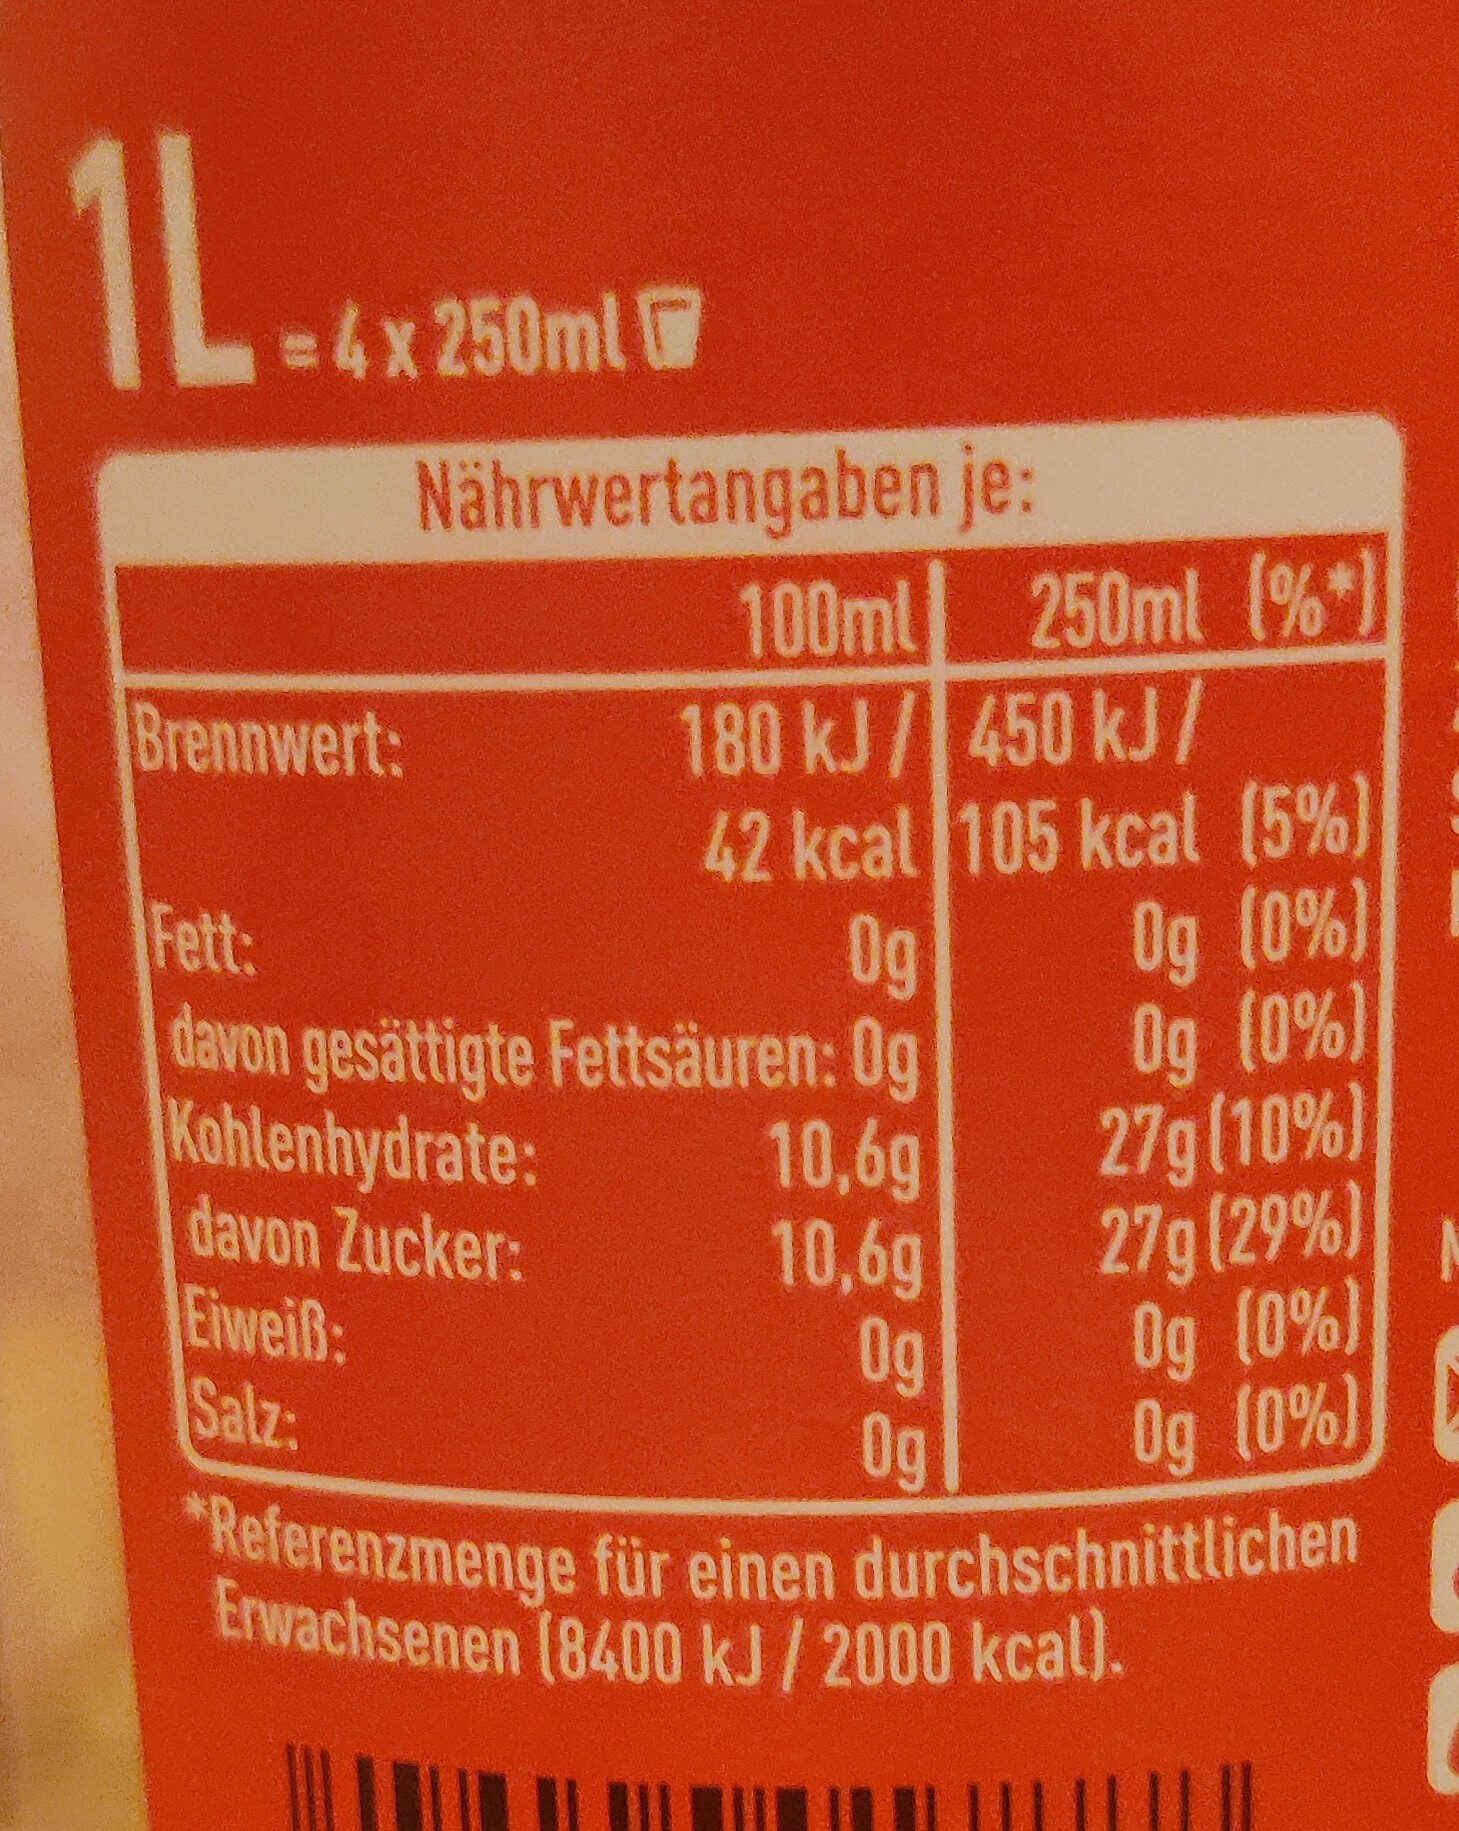 1L = 4 x 250ml
Nährwertangaben je:
100ml 250ml (%*)
Brennwert: 180 kJ / 450 kJ /
42 kcal 105 kcal (5%)
Fett: 0g 0g (0%)
davon gesättigte Fettsäuren: 0g 0g (0%)
Kohlenhydrate: 10,6g 27g (10%)
davon Zucker: 10,6g 27g (29%)
Eiweiß: 0g 0g (0%)
Salz: 0g 0g (0%)
*Referenzmenge für einen durchschnittlichen
Erwachsenen (8400 kJ / 2000 kcal).